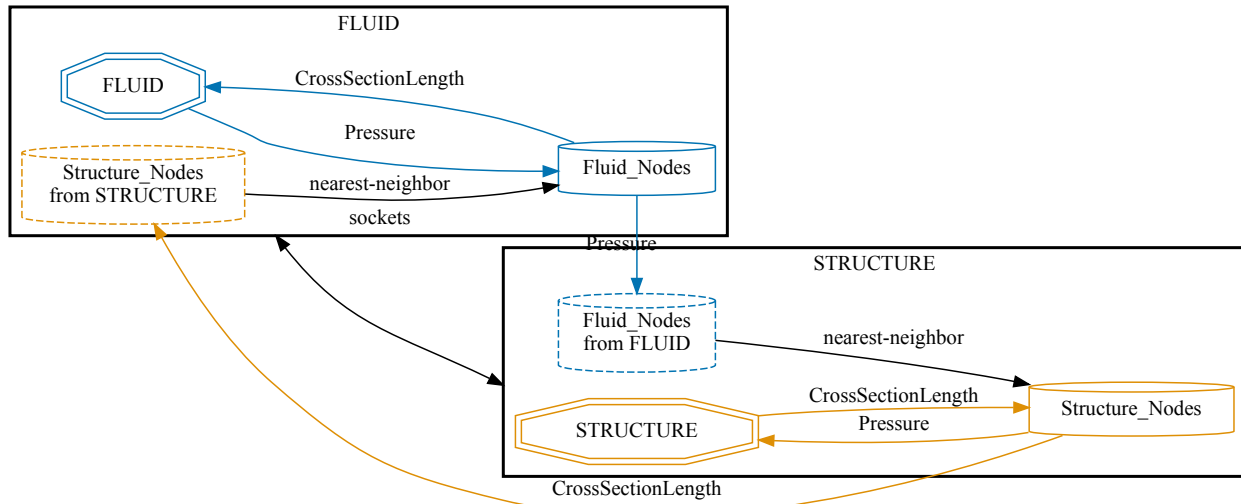 FLUID
FLUID
CrossSectionLength
Pressure
Structure_Nodes
from STRUCTURE
nearest-neighbor
sockets
Fluid_Nodes
Pressure
STRUCTURE
Fluid_Nodes
from FLUID
nearest-neighbor
STRUCTURE
CrossSectionLength
Pressure
Structure_Nodes
CrossSectionLength